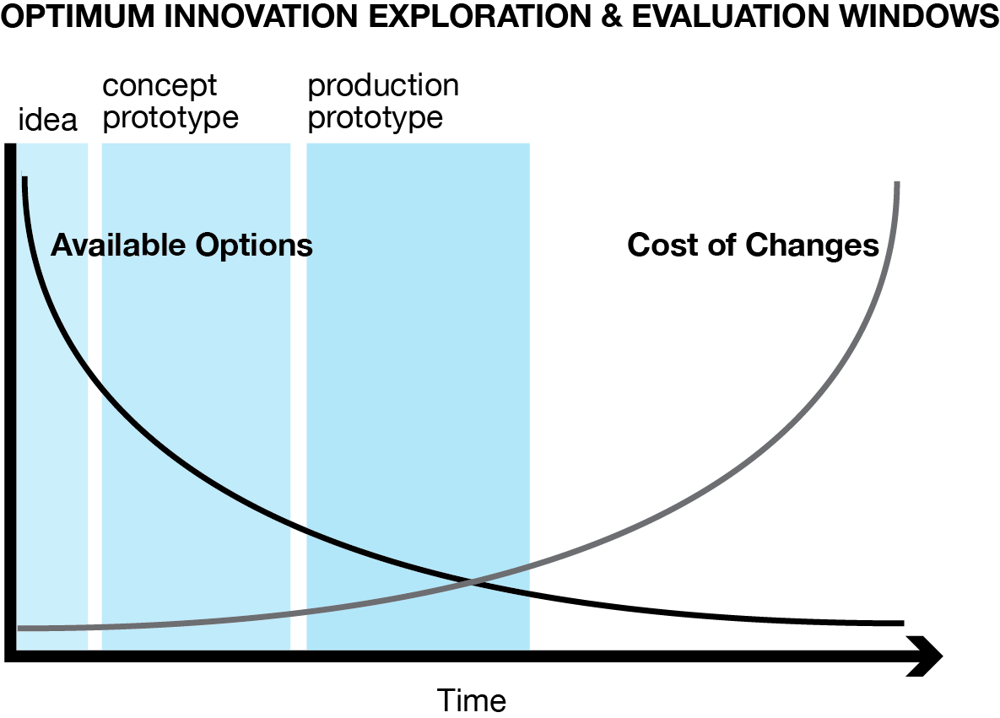 OPTIMUM INNOVATION EXPLORATION & EVALUATION WINDOWS
idea
concept
prototype
production
prototype
Available Options
Cost of Changes
Time